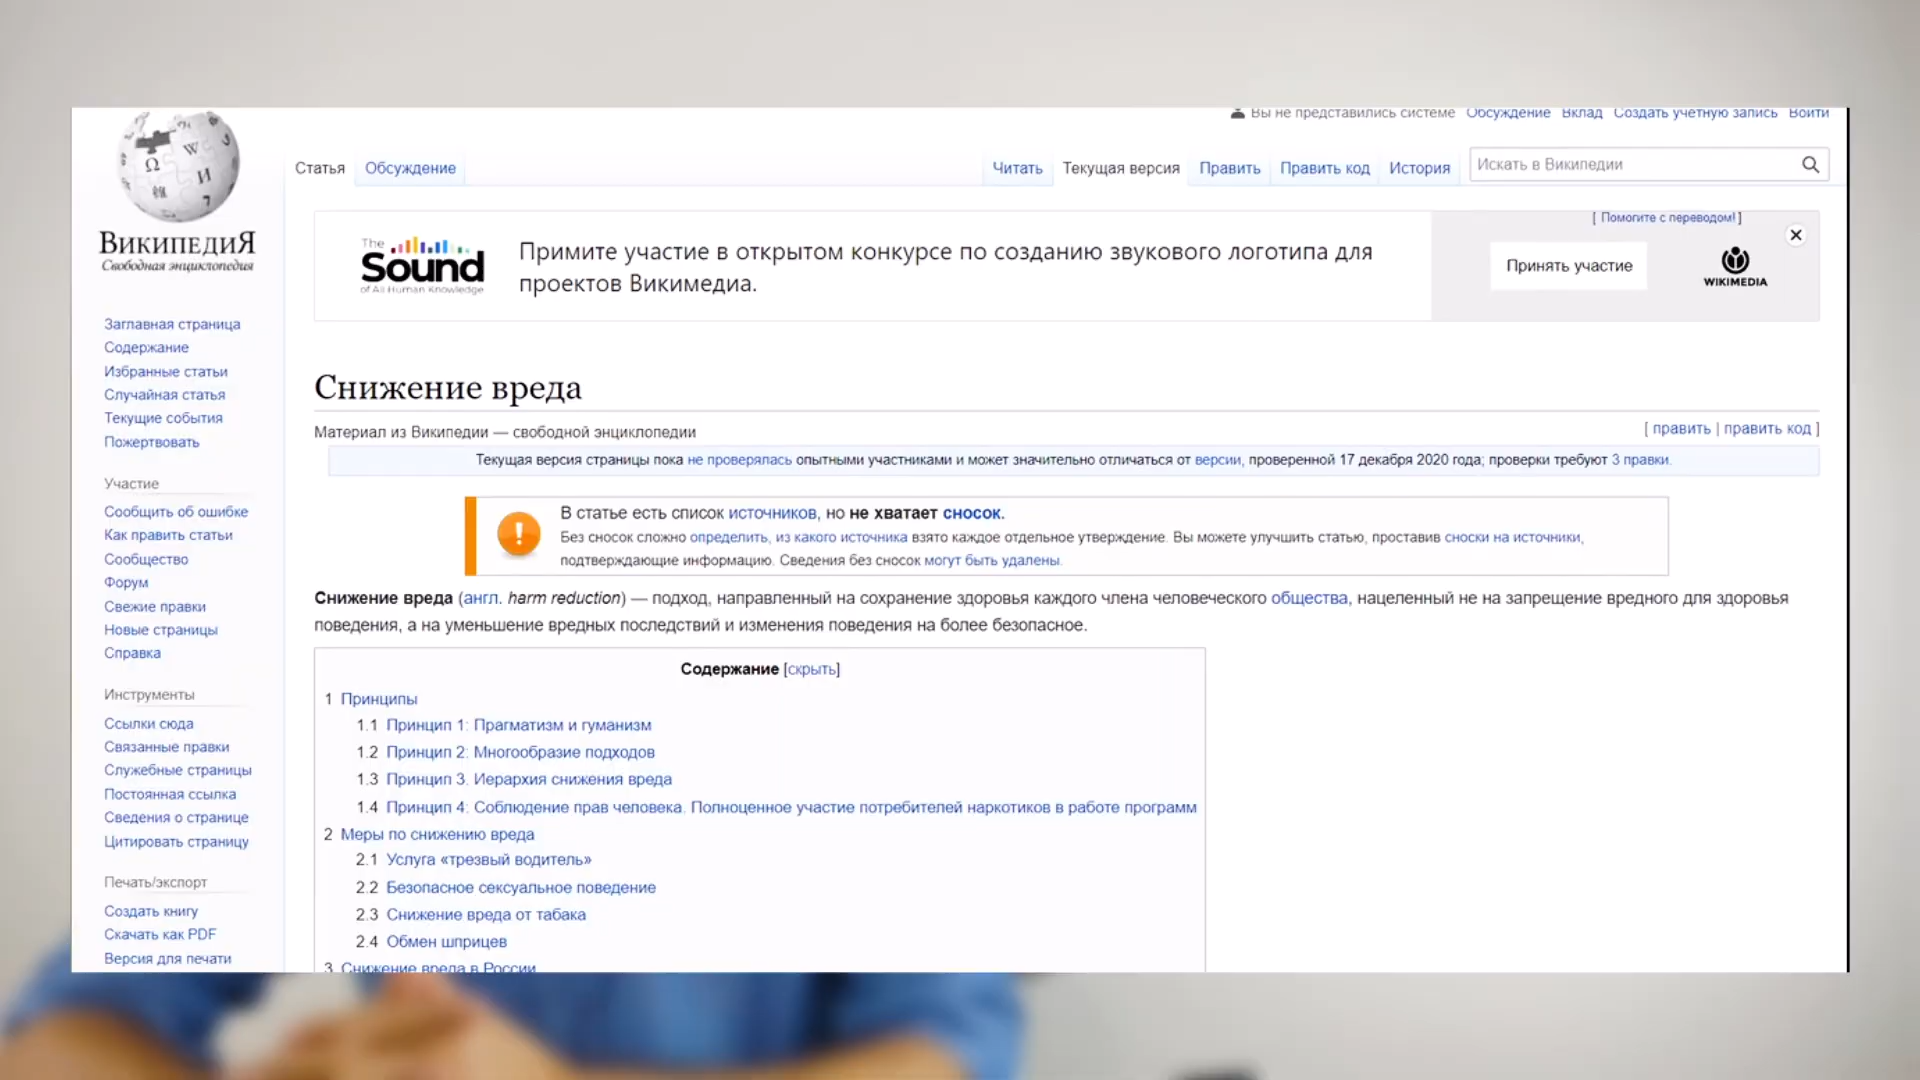 Вы не представились системе Обсуждение Вклад Создать учётную запись Войти
Статья Обсуждение Читать Текущая версия Править Править код История Искать в Википедии
ВикипедиЯ
Свободная энциклопедия
The Sound
of All Human Knowledge
Примите участие в открытом конкурсе по созданию звукового логотипа для
проектов Викимедиа.
[ Помогите с переводом! ]
Принять участие
WIKIMEDIA
Заглавная страница
Содержание
Избранные статьи
Случайная статья
Текущие события
Пожертвовать
Участие
Сообщить об ошибке
Как править статьи
Сообщество
Форум
Свежие правки
Новые страницы
Справка
Инструменты
Ссылки сюда
Связанные правки
Служебные страницы
Постоянная ссылка
Сведения о странице
Цитировать страницу
Печать/экспорт
Создать книгу
Скачать как PDF
Версия для печати
Снижение вреда
Материал из Википедии — свободной энциклопедии
[ править | править код ]
Текущая версия страницы пока не проверялась опытными участниками и может значительно отличаться от версии, проверенной 17 декабря 2020 года; проверки требуют 3 правки.
В статье есть список источников, но не хватает сносок.
Без сносок сложно определить, из какого источника взято каждое отдельное утверждение. Вы можете улучшить статью, проставив сноски на источники,
подтверждающие информацию. Сведения без сносок могут быть удалены.
Снижение вреда (англ. harm reduction) — подход, направленный на сохранение здоровья каждого члена человеческого общества, нацеленный не на запрещение вредного для здоровья
поведения, а на уменьшение вредных последствий и изменения поведения на более безопасное.
Содержание [скрыть]
1 Принципы
1.1 Принцип 1: Прагматизм и гуманизм
1.2 Принцип 2: Многообразие подходов
1.3 Принцип 3. Иерархия снижения вреда
1.4 Принцип 4: Соблюдение прав человека. Полноценное участие потребителей наркотиков в работе программ
2 Меры по снижению вреда
2.1 Услуга «трезвый водитель»
2.2 Безопасное сексуальное поведение
2.3 Снижение вреда от табака
2.4 Обмен шприцев
3 Снижение вреда в России